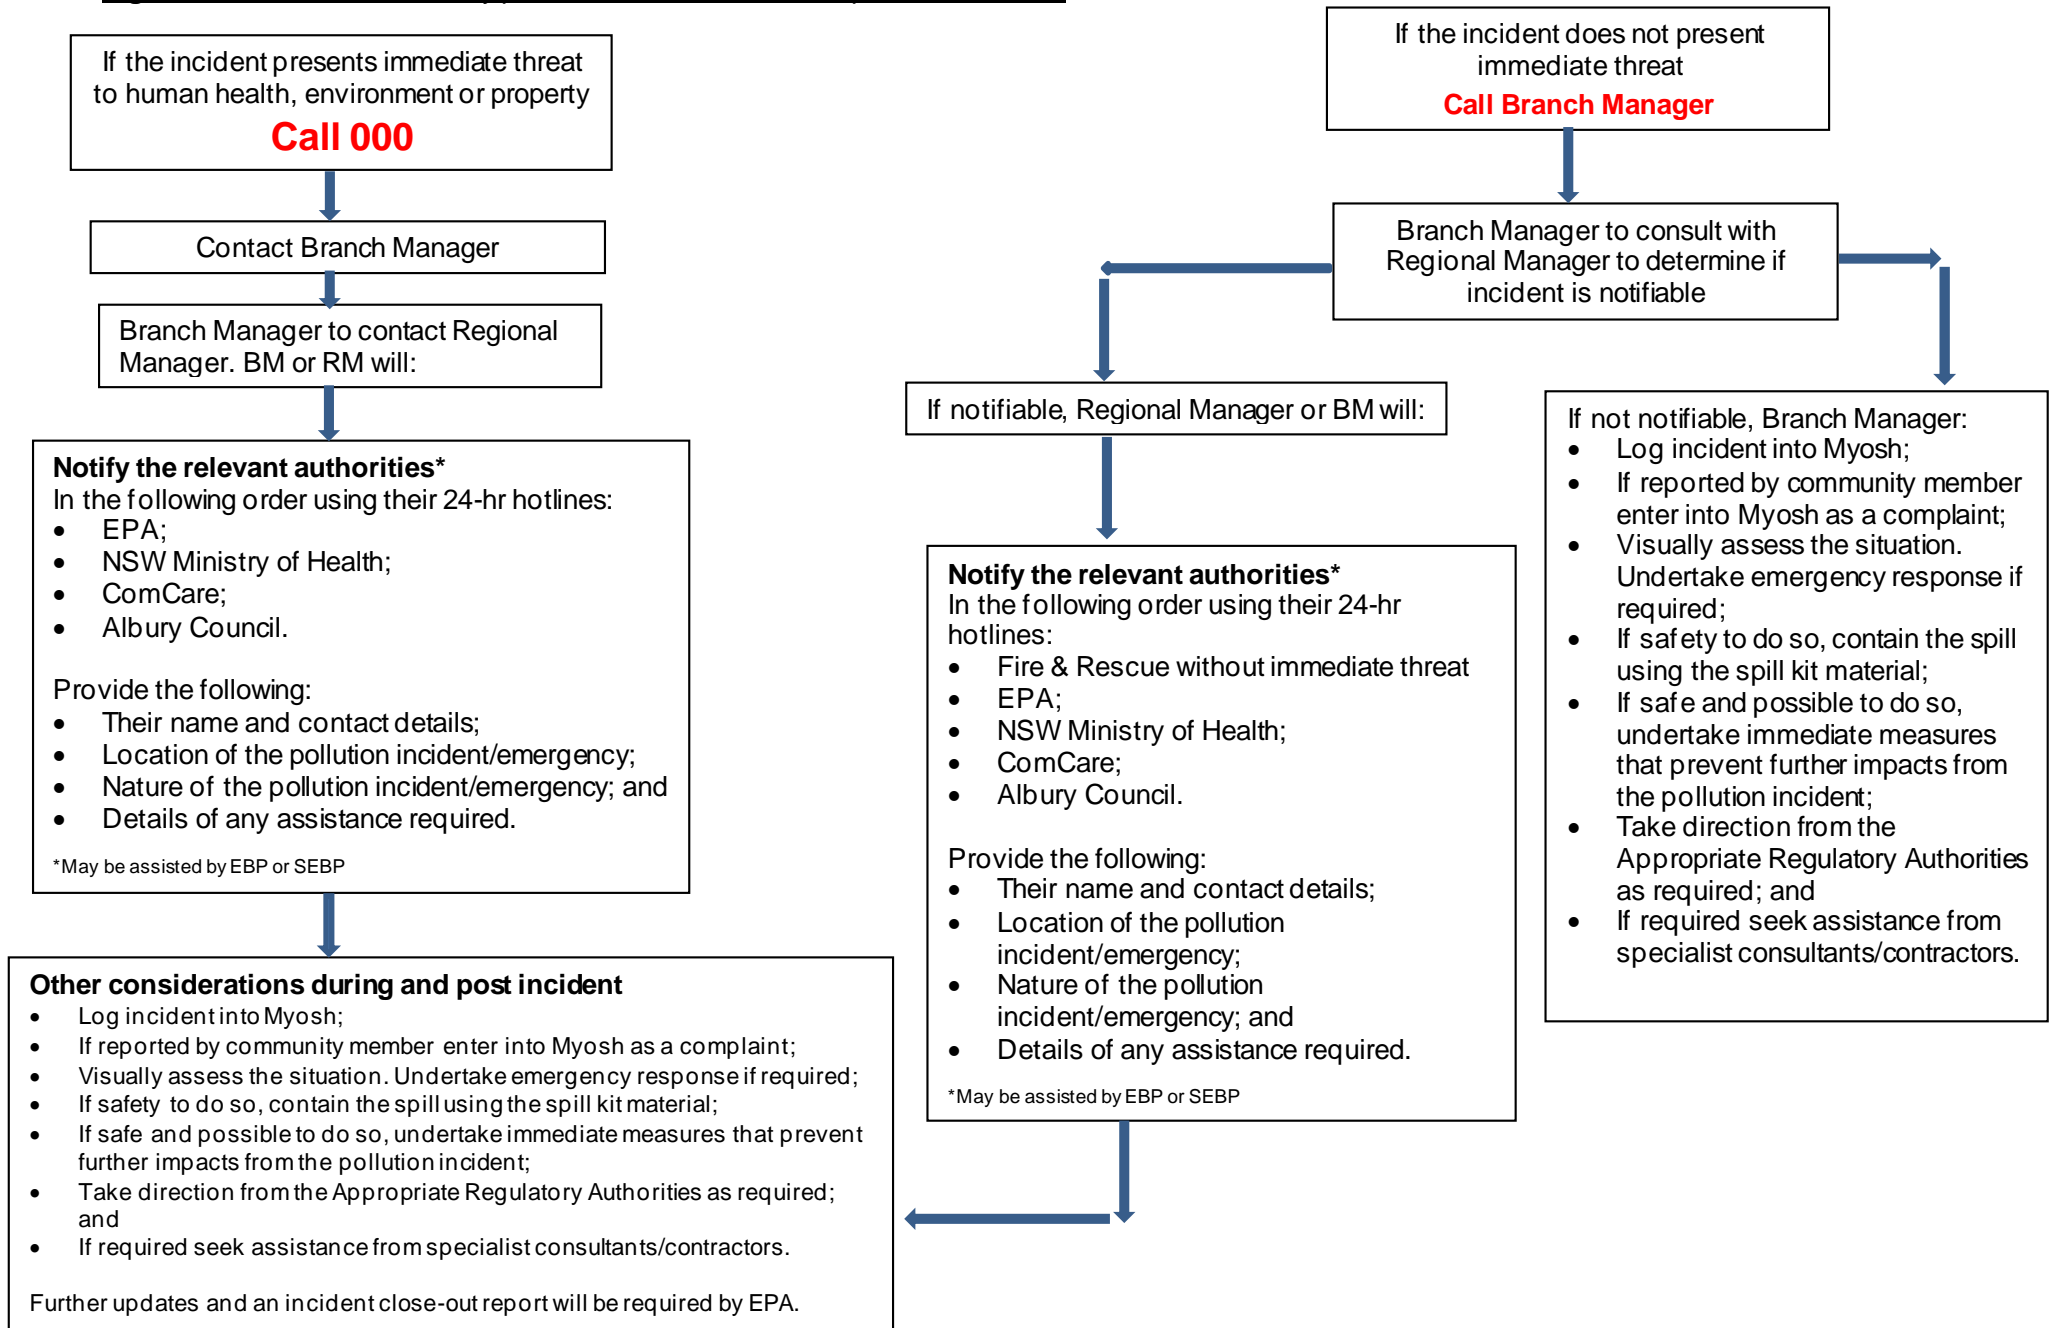 If the incident presents immediate threat
to human health, environment or property
Call 000
Contact Branch Manager
Branch Manager to contact Regional
Manager. BM or RM will:
Notify the relevant authorities*
In the following order using their 24-hr hotlines:
• EPA;
• NSW Ministry of Health;
• ComCare;
• Albury Council.
Provide the following:
• Their name and contact details;
• Location of the pollution incident/emergency;
• Nature of the pollution incident/emergency; and
• Details of any assistance required.
*May be assisted by EBP or SEBP
Other considerations during and post incident
• Log incident into Myosh;
• If reported by community member enter into Myosh as a complaint;
• Visually assess the situation. Undertake emergency response if required;
• If safety to do so, contain the spill using the spill kit material;
• If safe and possible to do so, undertake immediate measures that prevent
further impacts from the pollution incident;
• Take direction from the Appropriate Regulatory Authorities as required;
and
• If required seek assistance from specialist consultants/contractors.
Further updates and an incident close-out report will be required by EPA.
If the incident does not present
immediate threat
Call Branch Manager
Branch Manager to consult with
Regional Manager to determine if
incident is notifiable
If notifiable, Regional Manager or BM will:
Notify the relevant authorities*
In the following order using their 24-hr
hotlines:
• Fire & Rescue without immediate threat
• EPA;
• NSW Ministry of Health;
• ComCare;
• Albury Council.
Provide the following:
• Their name and contact details;
• Location of the pollution
incident/emergency;
• Nature of the pollution
incident/emergency; and
• Details of any assistance required.
*May be assisted by EBP or SEBP
If not notifiable, Branch Manager:
• Log incident into Myosh;
• If reported by community member
enter into Myosh as a complaint;
• Visually assess the situation.
Undertake emergency response if
required;
• If safety to do so, contain the spill
using the spill kit material;
• If safe and possible to do so,
undertake immediate measures
that prevent further impacts from
the pollution incident;
• Take direction from the
Appropriate Regulatory Authorities
as required; and
• If required seek assistance from
specialist consultants/contractors.